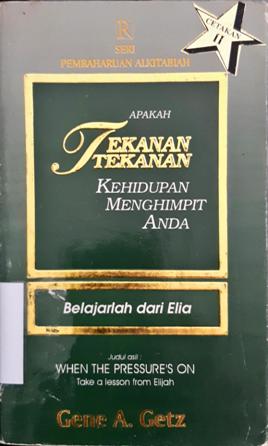 R
SERI
PEMBAHARUAN ALKITABIAH
CETAKAN
II
APAKAH
TEKANAN
TEKANAN
KEHIDUPAN
MENGHIMPIT
ANDA
Belajarlah dari Elia
Judul asli :
WHEN THE PRESSURE'S ON
Take a lesson from Elijah
Gene A. Getz